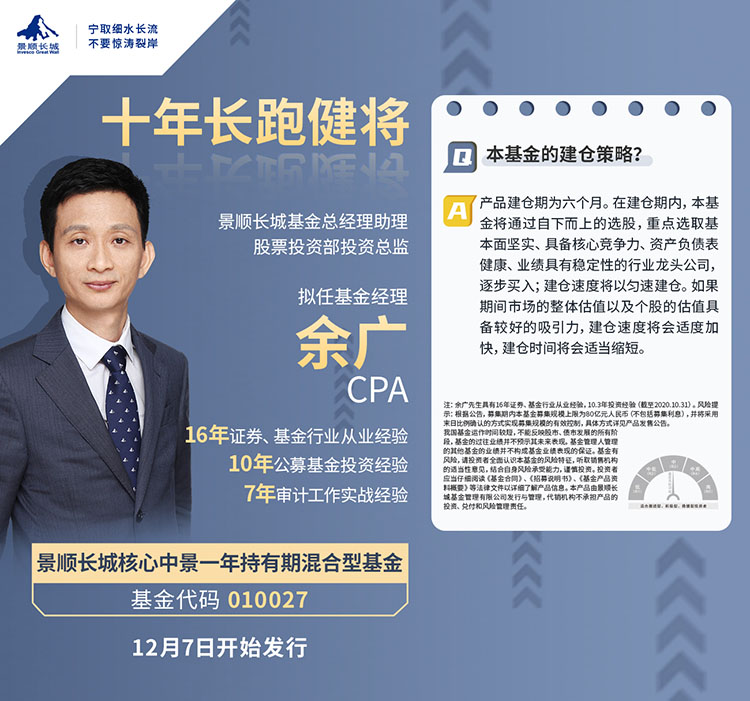 景顺长城
Invesco Great Wall
宁取细水长流
不要惊涛裂岸
十年长跑健将
景顺长城基金总经理助理
股票投资部投资总监
拟任基金经理
余广
CPA
16年证券、基金行业从业经验
10年公募基金投资经验
7年审计工作实战经验
景顺长城核心中景一年持有期混合型基金
基金代码 010027
12月7日开始发行
Q 本基金的建仓策略?
A 产品建仓期为六个月。在建仓期内，本基
金将通过自下而上的选股，重点选取基
本面坚实、具备核心竞争力、资产负债表
健康、业绩具有稳定性的行业龙头公司，
逐步买入；建仓速度将以匀速建仓。如果
期间市场的整体估值以及个股的估值具
备较好的吸引力，建仓速度将会适度加
快，建仓时间将会适当缩短。
注：余广先生具有16年证券、基金行业从业经验，10.3年投资经验（截至2020.10.31）。风险提
示：根据公告，募集期内本基金募集规模上限为80亿元人民币（不包括募集利息），并将采用
末日比例确认的方式实现募集规模的有效控制，具体方式详见产品发售公告。
我国基金运作时间较短，不能反映股市、债市发展的所有阶
段，基金的过往业绩并不预示其未来表现。基金管理人管理
的其他基金的业绩并不构成基金业绩表现的保证。基金有
风险，请投资者全面认识本基金的风险特征，听取销售机构
的适当性意见，结合自身风险承受能力，谨慎投资。投资者
应当仔细阅读《基金合同》、《招募说明书》、《基金产品资
料概要》等法律文件以详细了解产品信息。本产品由景顺长
城基金管理有限公司发行与管理，代销机构不承担产品的
投资、兑付和风险管理责任。